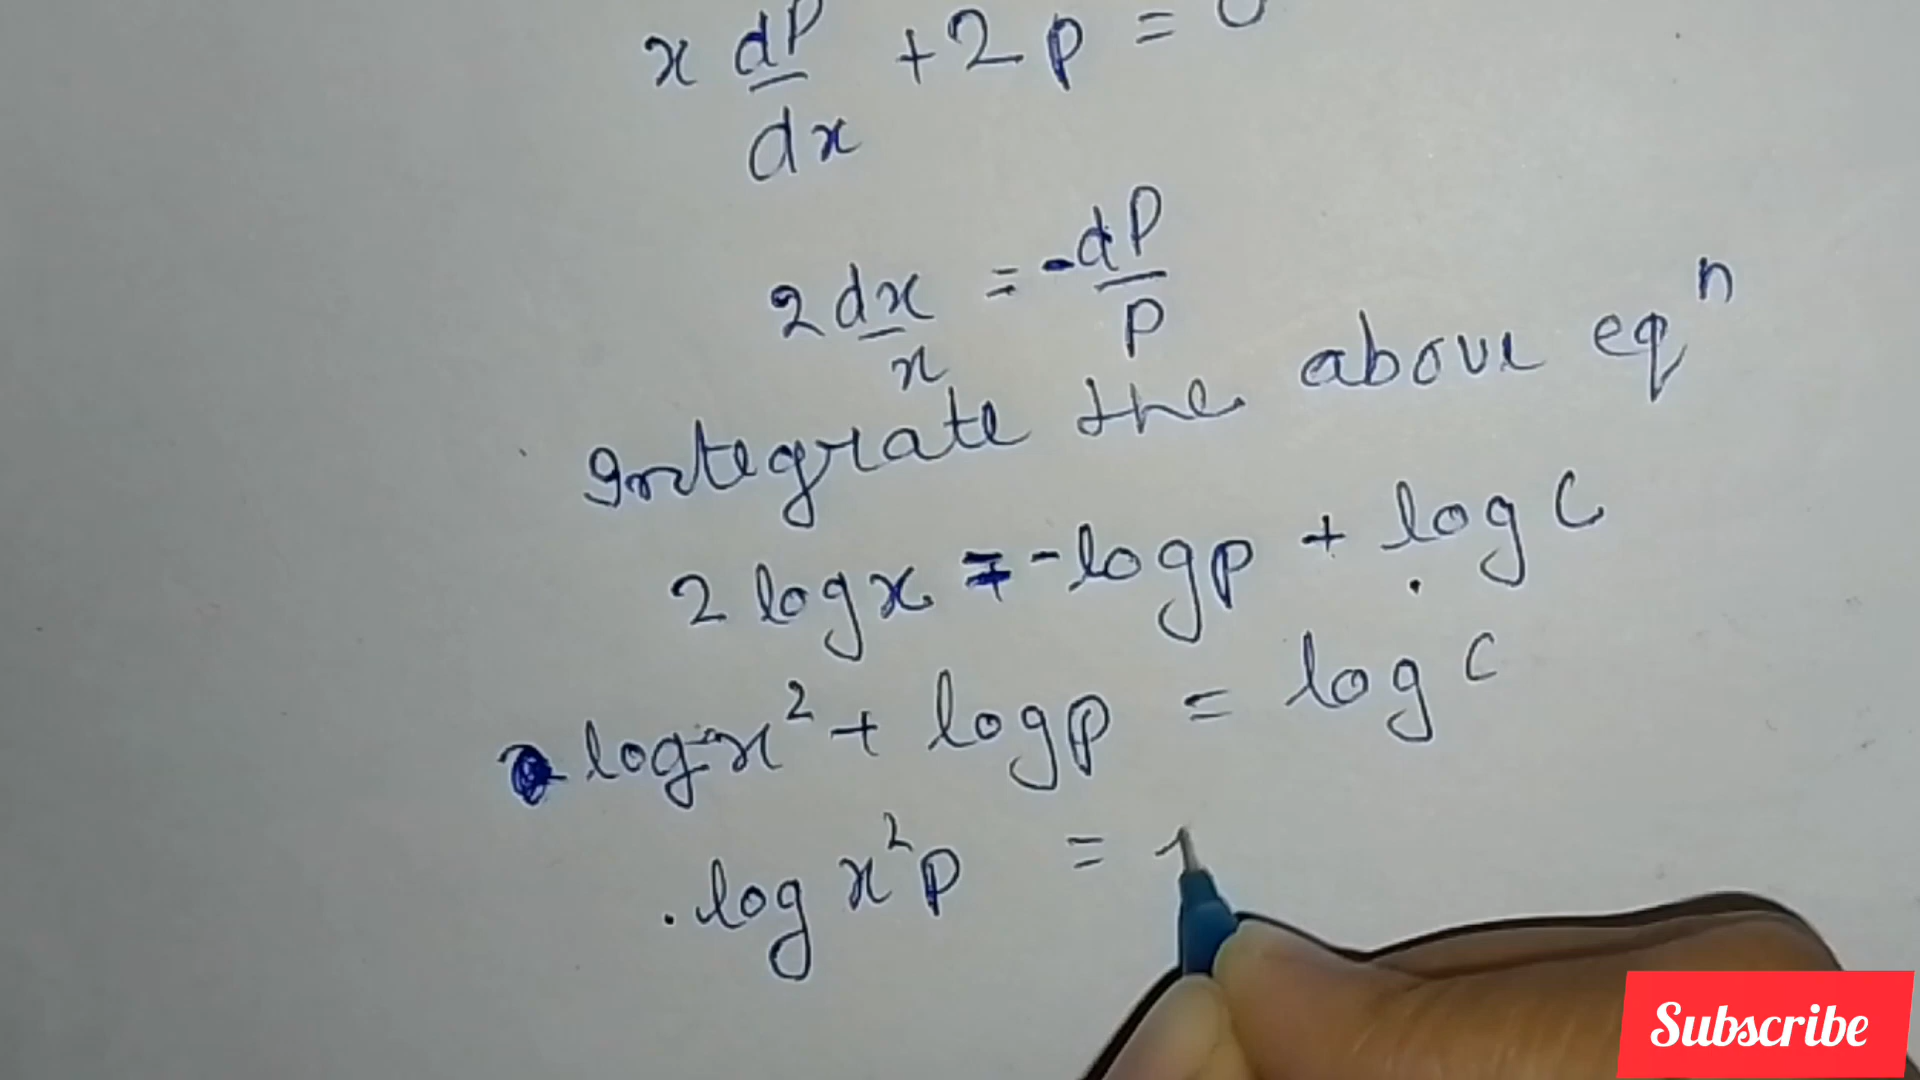 x dP/dx + 2p = 0
2 dx/x = -dP/P
Integrate the above eqⁿ
2 log x = -log p + log C
log x² + log p = log C
log x² p =
Subscribe